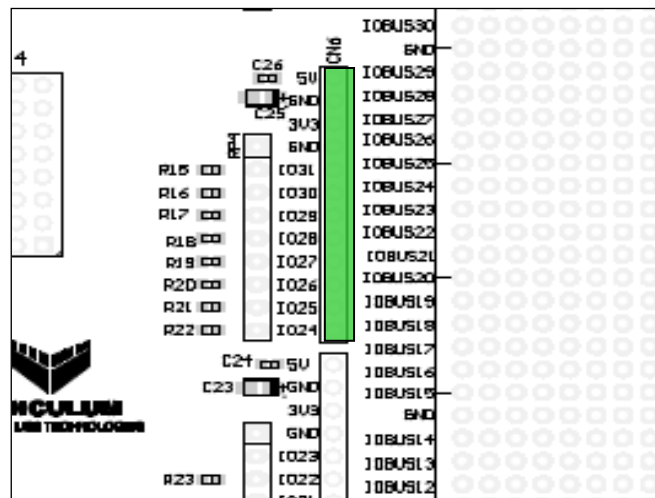 IOBUS30
GND
4
CN6
C26
5V
IOBUS29
GND
IOBUS28
C25
3V3
IOBUS27
RP4
GND
IOBUS26
R15
IO31
IOBUS25
R16
IO30
IOBUS24
R17
IO29
IOBUS23
R18
IO28
IOBUS22
R19
IO27
IOBUS21
R20
IO26
IOBUS20
R21
IO25
IOBUS19
R22
IO24
IOBUS18
IOBUS17
C24
5V
IOBUS16
C23
GND
IOBUS15
3V3
GND
GND
IOBUS14
IO23
IOBUS13
R23
IO22
IOBUS12